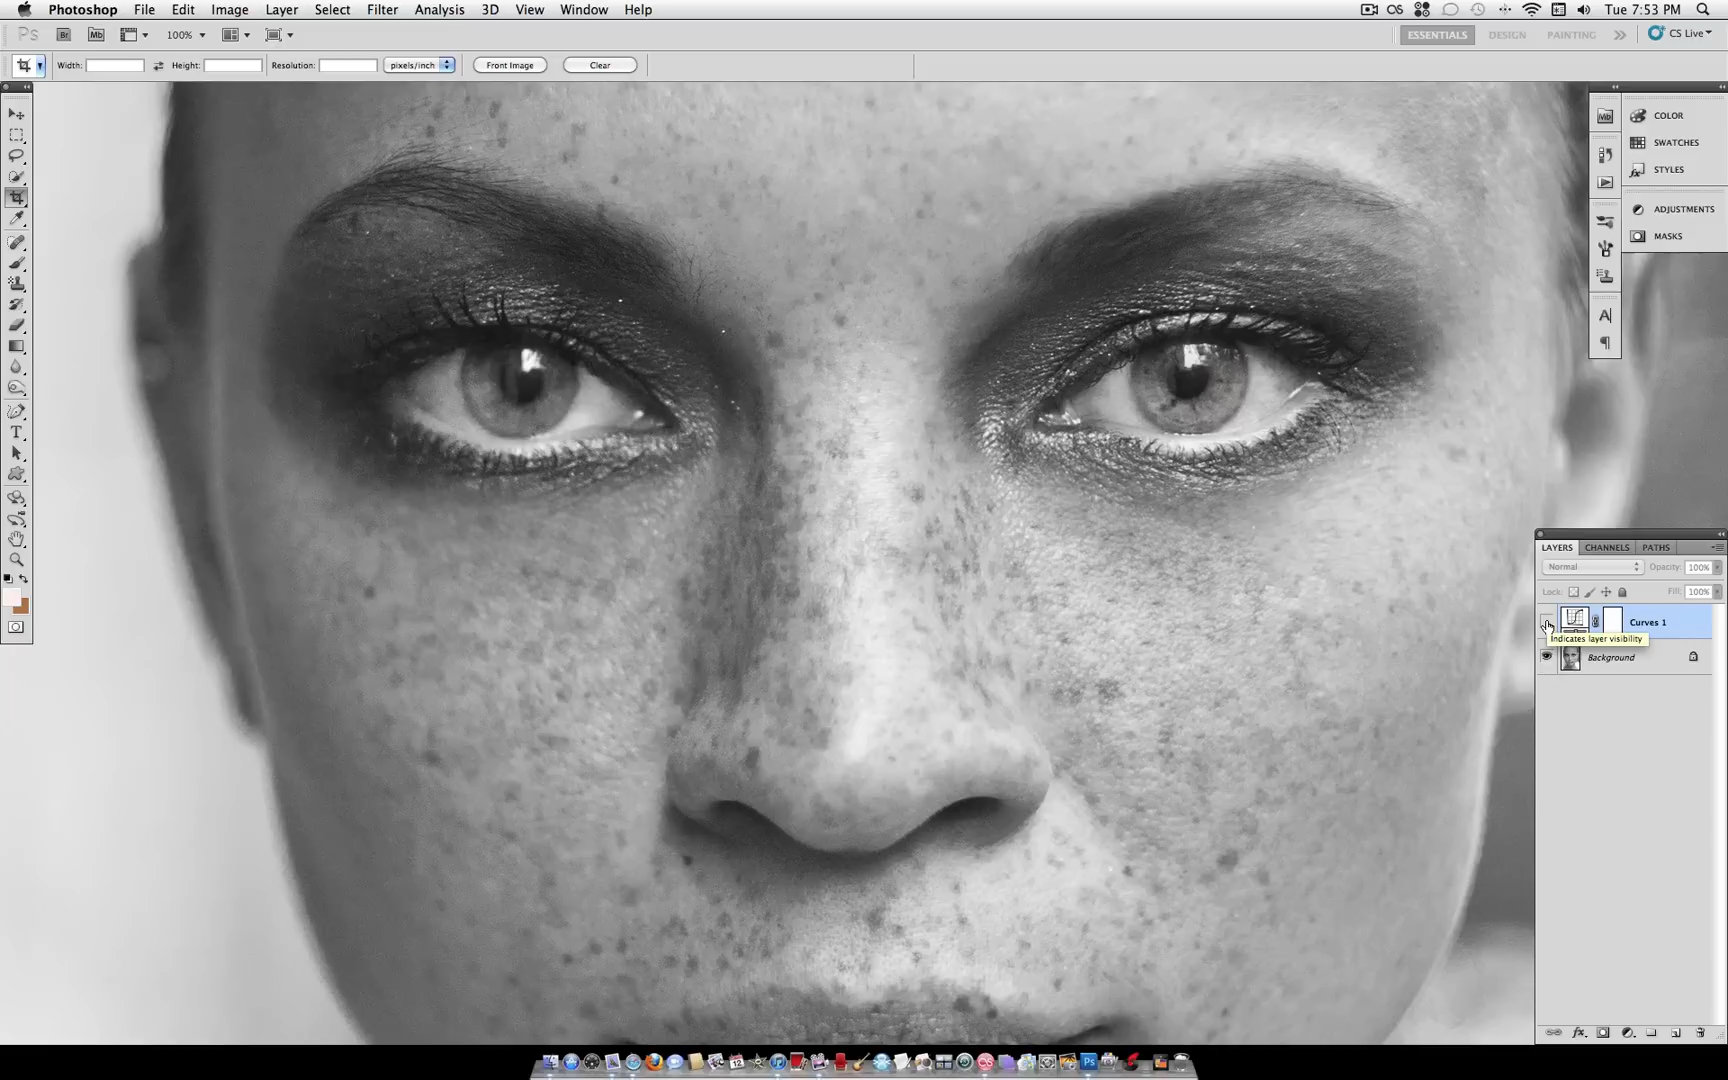 Photoshop File Edit Image Layer Select Filter Analysis 3D View Window Help
Tue 7:53 PM
Ps Br Mb 100% ESSENTIALS DESIGN PAINTING CS Live
Width: Height: Resolution: pixels/inch Front Image Clear
Mb COLOR
SWATCHES
STYLES
ADJUSTMENTS
MASKS
LAYERS CHANNELS PATHS
Normal Opacity: 100%
Lock: Fill: 100%
Curves 1
Indicates layer visibility
Background